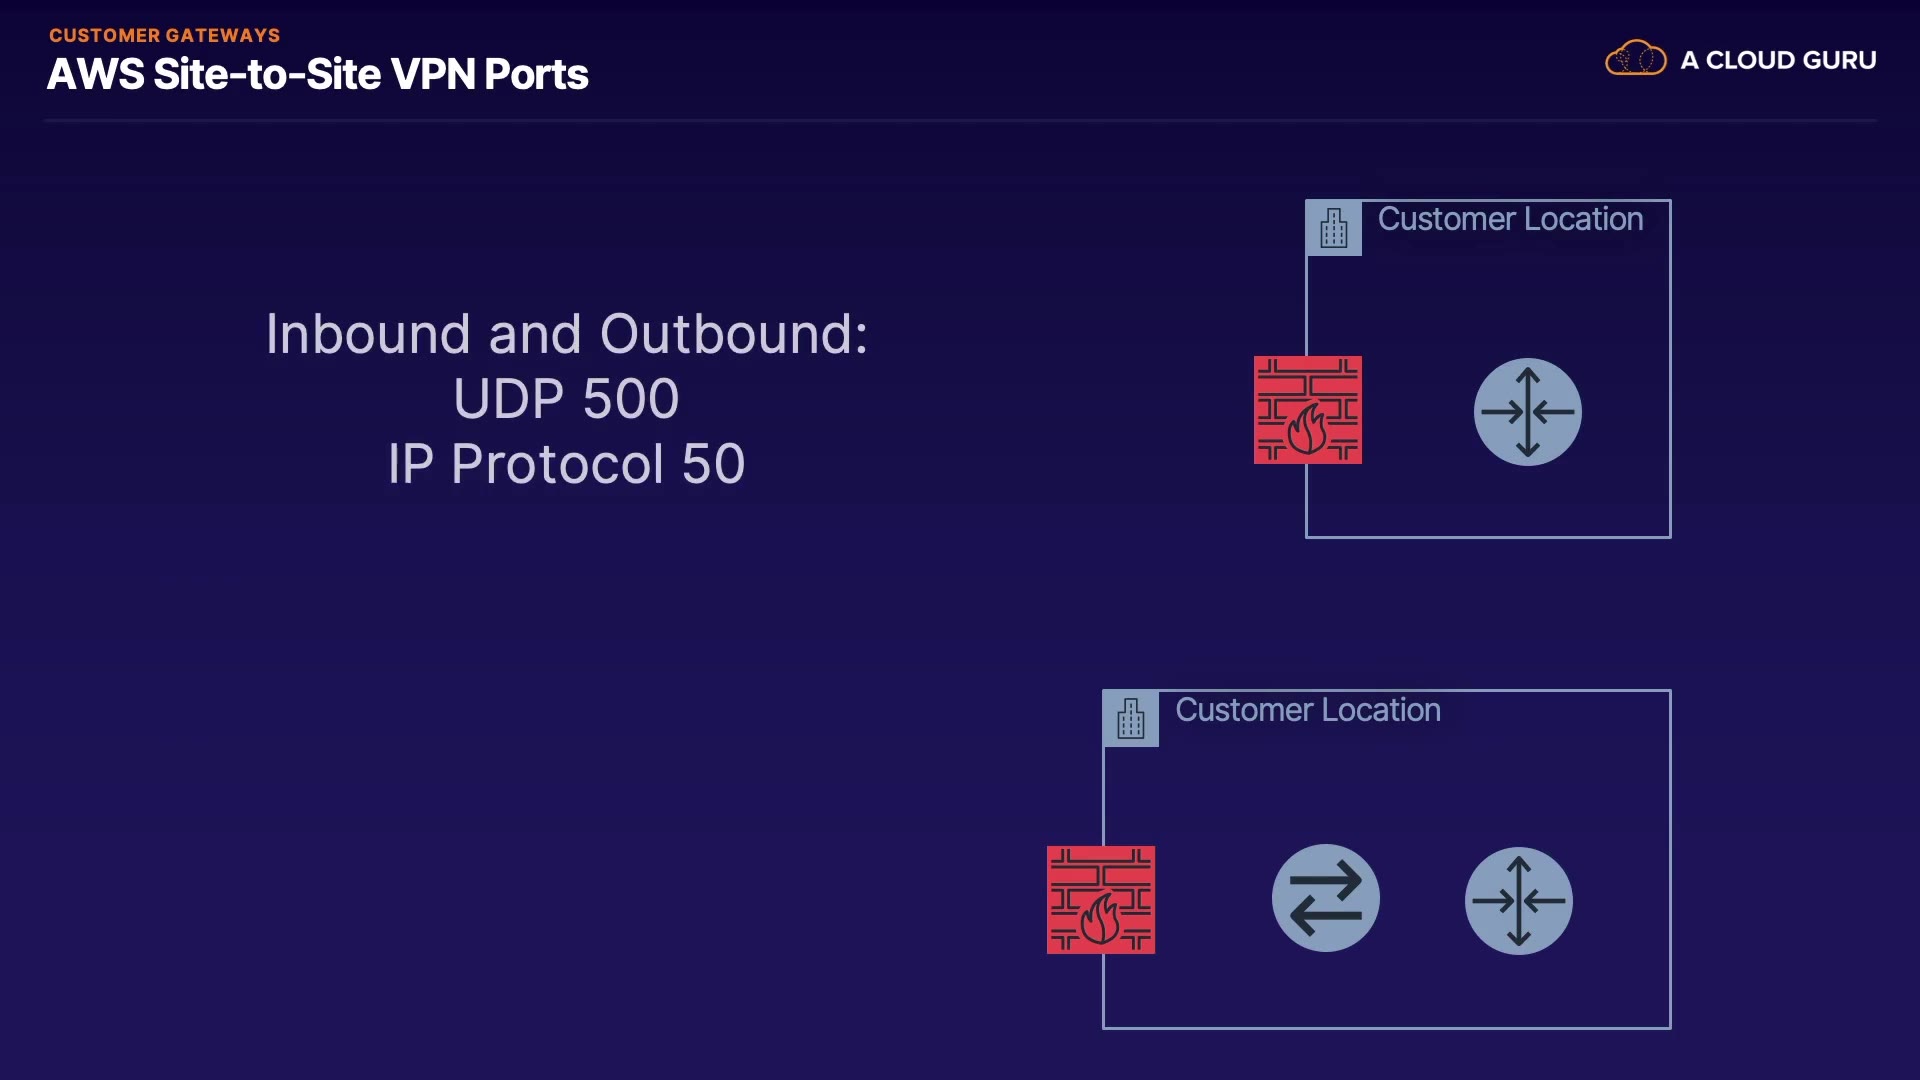 CUSTOMER GATEWAYS
AWS Site-to-Site VPN Ports
A CLOUD GURU
Customer Location
Inbound and Outbound:
UDP 500
IP Protocol 50
Customer Location